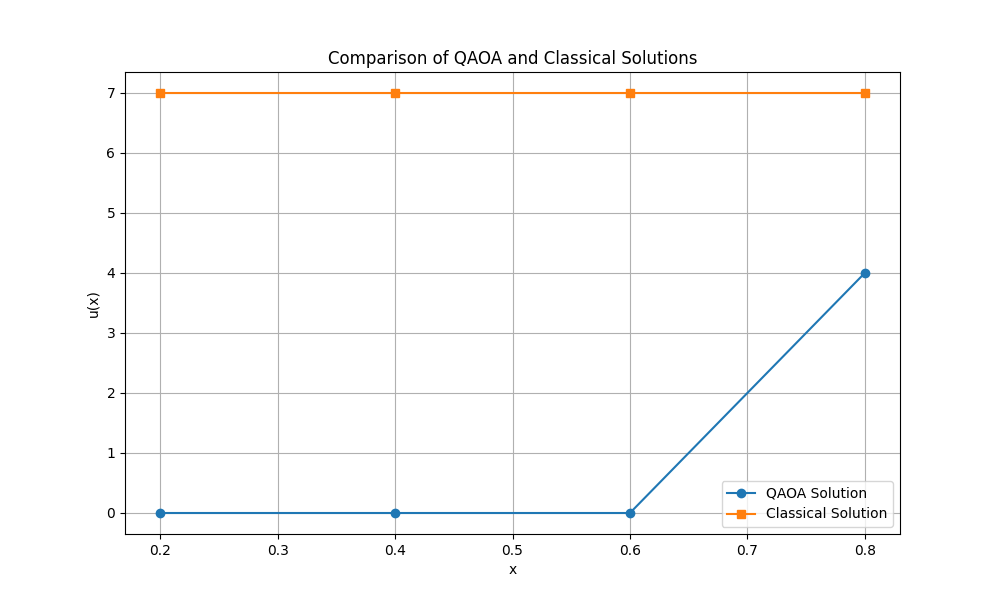 Comparison of QAOA and Classical Solutions
7
6
5
4
3
2
1
0
u(x)
0.2 0.3 0.4 0.5 0.6 0.7 0.8
x
QAOA Solution
Classical Solution